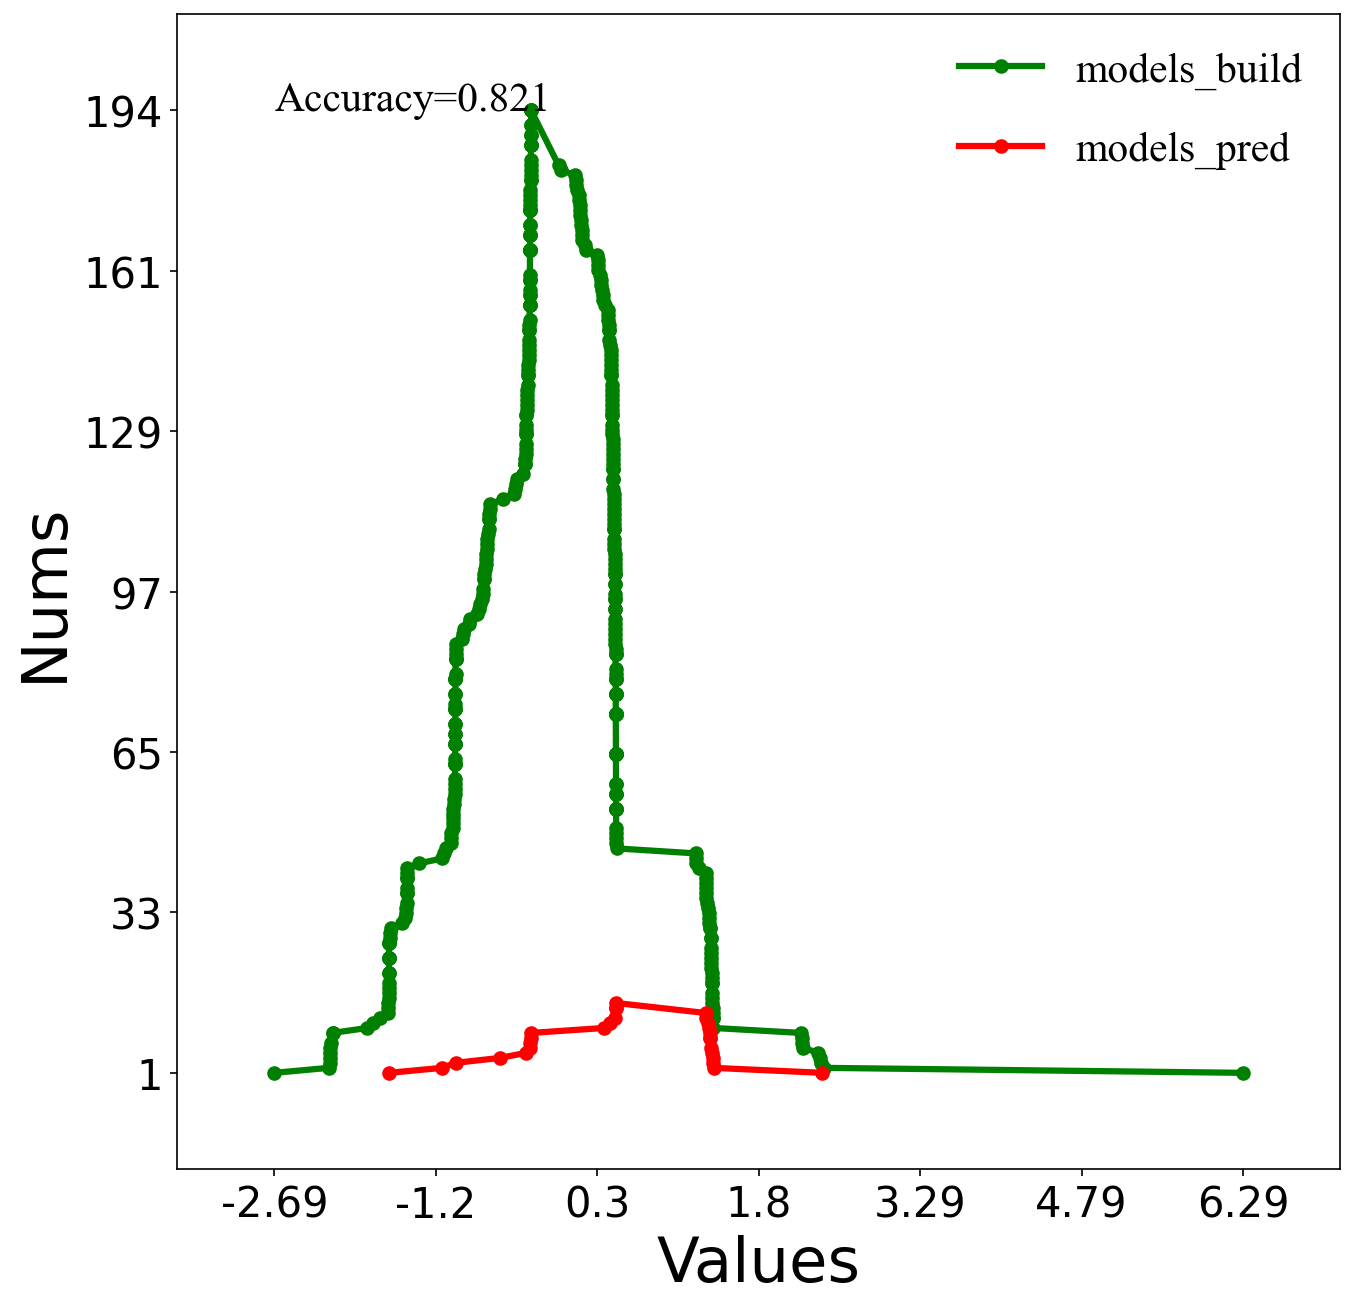 Accuracy=0.821
models_build
models_pred
194
161
129
97
65
33
1
Nums
-2.69
-1.2
0.3
1.8
3.29
4.79
6.29
Values